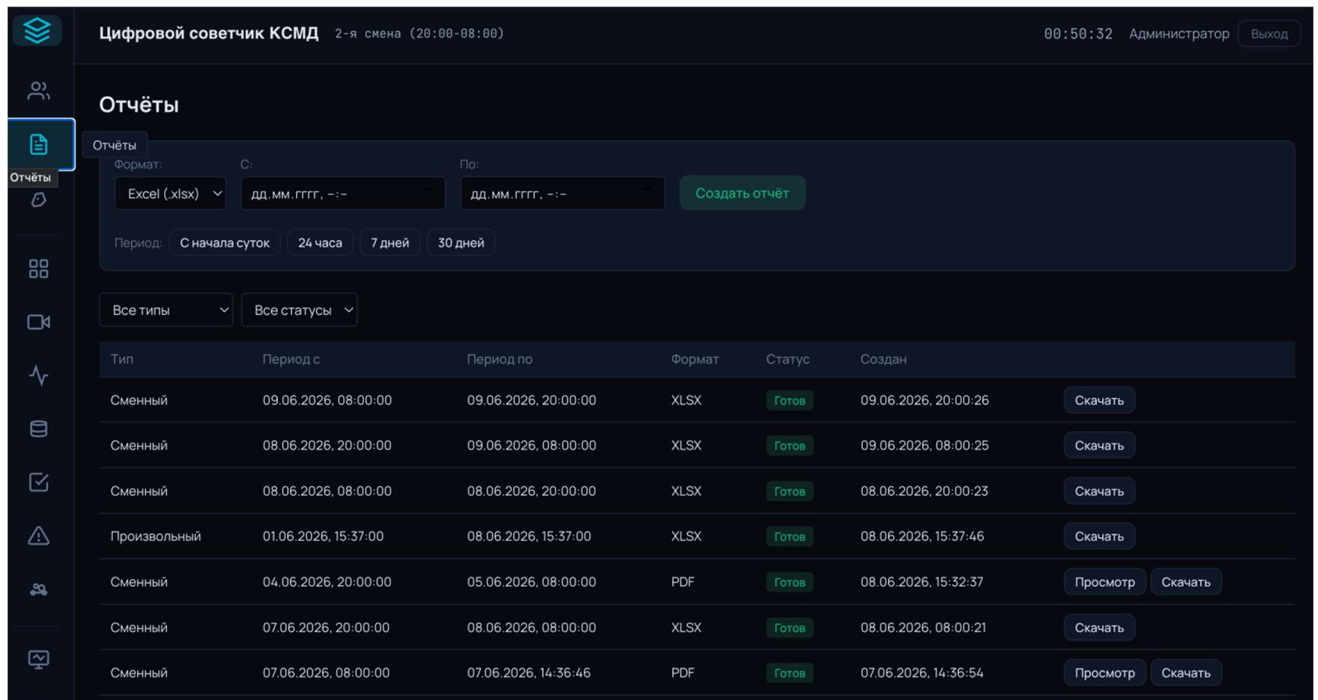 Цифровой советчик КСМД 2-я смена (20:00-08:00) 00:50:32 Администратор Выход
Отчёты
Отчёты
Отчёты
Формат: С: По:
Excel (.xlsx) дд.мм.гггг, -:- дд.мм.гггг, -:- Создать отчёт
Период: С начала суток 24 часа 7 дней 30 дней
Все типы Все статусы
Тип Период с Период по Формат Статус Создан
Сменный 09.06.2026, 08:00:00 09.06.2026, 20:00:00 XLSX Готов 09.06.2026, 20:00:26 Скачать
Сменный 08.06.2026, 20:00:00 09.06.2026, 08:00:00 XLSX Готов 09.06.2026, 08:00:25 Скачать
Сменный 08.06.2026, 08:00:00 08.06.2026, 20:00:00 XLSX Готов 08.06.2026, 20:00:23 Скачать
Произвольный 01.06.2026, 15:37:00 08.06.2026, 15:37:00 XLSX Готов 08.06.2026, 15:37:46 Скачать
Сменный 04.06.2026, 20:00:00 05.06.2026, 08:00:00 PDF Готов 08.06.2026, 15:32:37 Просмотр Скачать
Сменный 07.06.2026, 20:00:00 08.06.2026, 08:00:00 XLSX Готов 08.06.2026, 08:00:21 Скачать
Сменный 07.06.2026, 08:00:00 07.06.2026, 14:36:46 PDF Готов 07.06.2026, 14:36:54 Просмотр Скачать